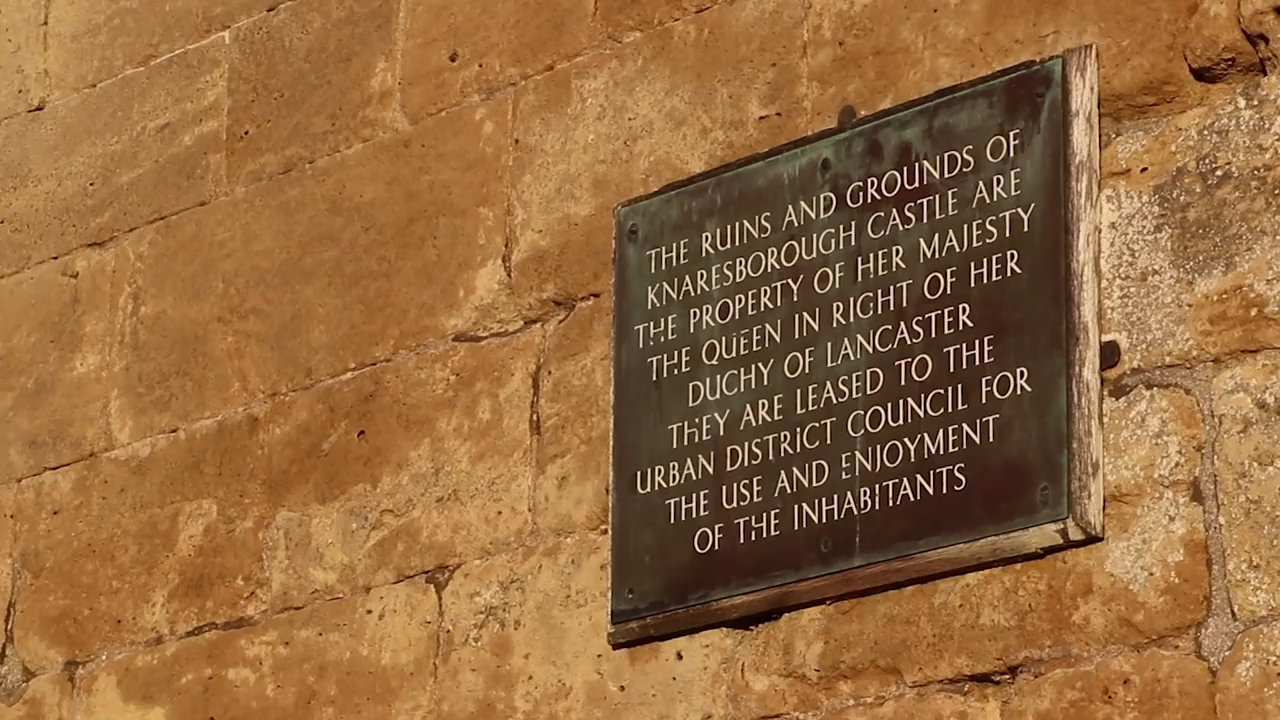 THE RUINS AND GROUNDS OF
KNARESBOROUGH CASTLE ARE
THE PROPERTY OF HER MAJESTY
THE QUEEN IN RIGHT OF HER
DUCHY OF LANCASTER
THEY ARE LEASED TO THE
URBAN DISTRICT COUNCIL FOR
THE USE AND ENJOYMENT
OF THE INHABITANTS